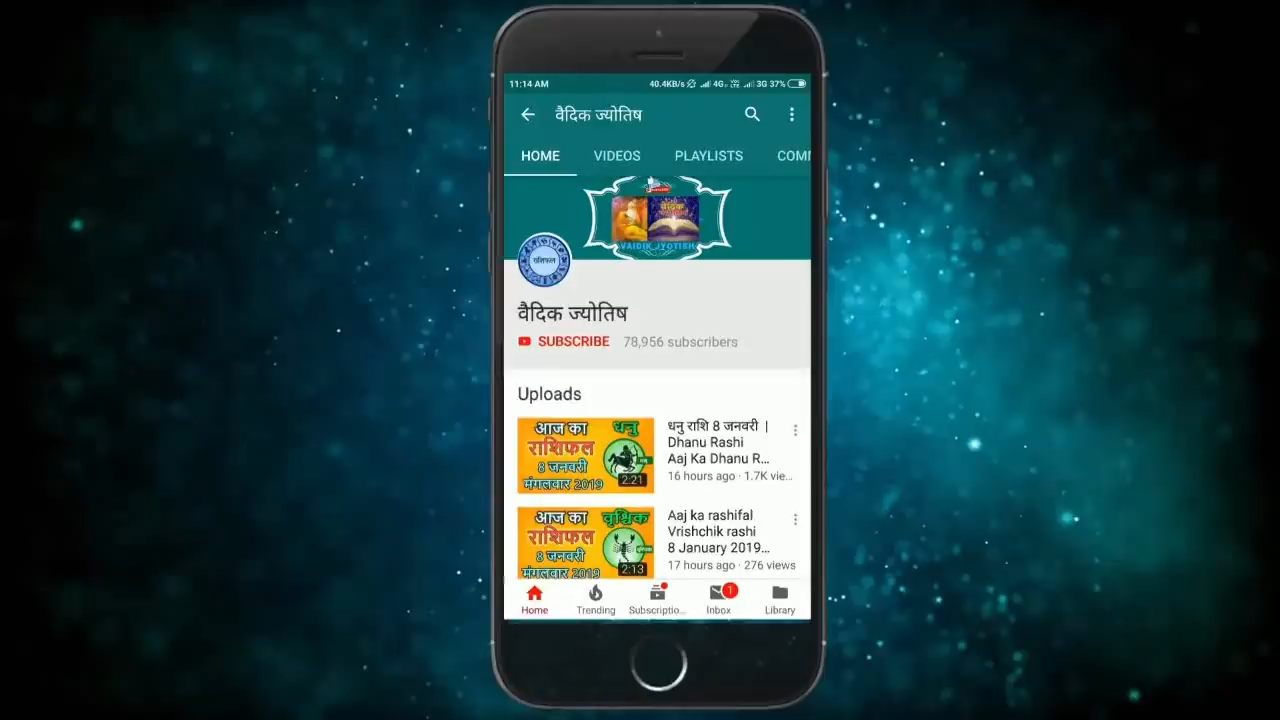 11:14 AM 40.4KB/s 4G 3G 37%
वैदिक ज्योतिष
HOME VIDEOS PLAYLISTS COMM
वैदिक
VAIDIK JYOTISH
राशिफल
वैदिक ज्योतिष
SUBSCRIBE 78,956 subscribers
Uploads
आज का धनु
राशिफल
8 जनवरी
मंगलवार 2019
2:21
धनु राशि 8 जनवरी |
Dhanu Rashi
Aaj Ka Dhanu R...
16 hours ago · 1.7K vie...
आज का वृश्चिक
राशिफल
8 जनवरी
मंगलवार 2019
2:13
Aaj ka rashifal
Vrishchik rashi
8 January 2019...
17 hours ago · 276 views
1
Home Trending Subscriptio... Inbox Library